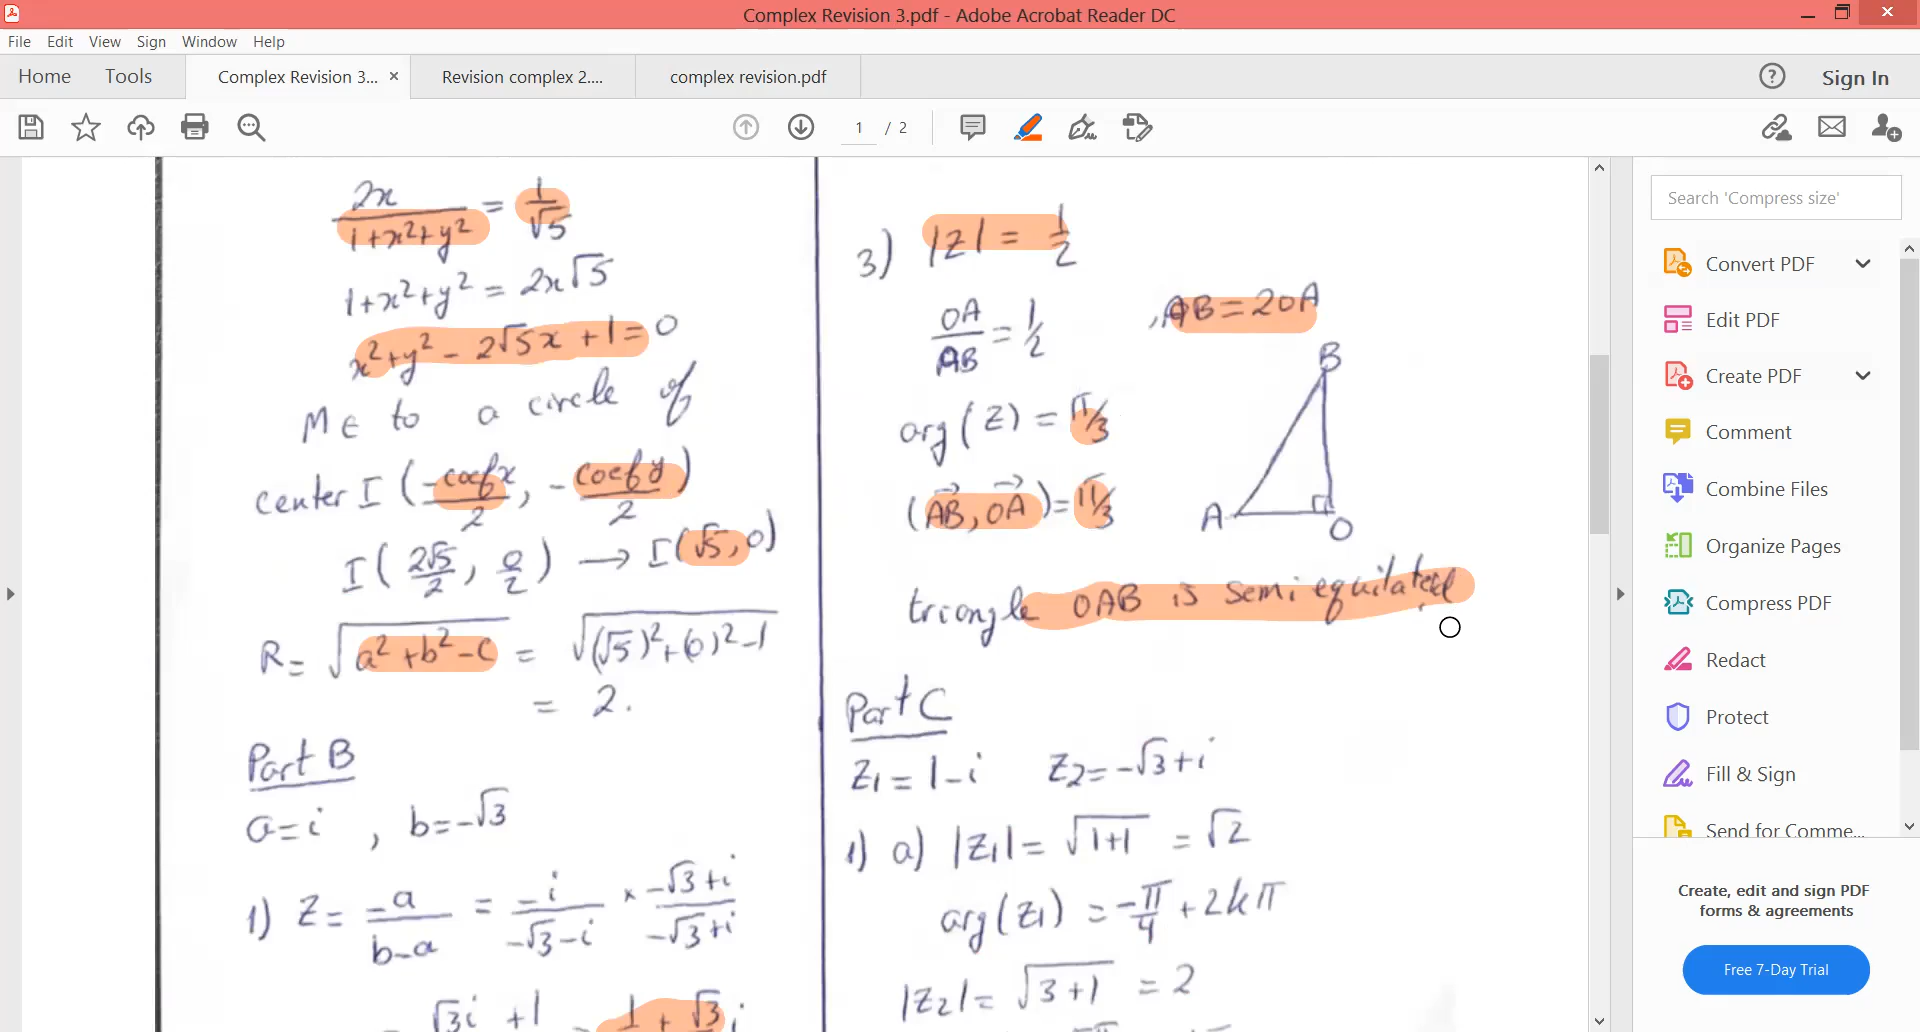 Complex Revision 3.pdf - Adobe Acrobat Reader DC
File Edit View Sign Window Help
Home Tools Complex Revision 3... × Revision complex 2.... complex revision.pdf Sign In
1 / 2
2x / 1+x²+y² = 1/√5
1+x²+y² = 2x√5
x²+y² - 2√5x +1 = 0
M ∈ to a circle of
center I (-coefx/2, -coefy/2)
I(2√5/2, 0/2) → I(√5, 0)
R = √(a²+b²-c) = √((√5)²+(0)²-1)
= 2.
Part B
a=i , b=-√3
1) Z = -a/(b-a) = -i/(-√3-i) × (-√3+i)/(-√3+i)
√3i +1 = 1 + √3 i
3) |Z| = 1/2
OA/AB = 1/2 , AB = 2OA
arg(Z) = π/3
(AB, OA) = π/3
B
A
O
triangle OAB is semi equilateral
Part C
Z1 = 1-i Z2 = -√3+i
1) a) |Z1| = √(1+1) = √2
arg(Z1) = -π/4 + 2kπ
|Z2| = √(3+1) = 2
Search 'Compress size'
Convert PDF
Edit PDF
Create PDF
Comment
Combine Files
Organize Pages
Compress PDF
Redact
Protect
Fill & Sign
Send for Comme...
Create, edit and sign PDF
forms & agreements
Free 7-Day Trial